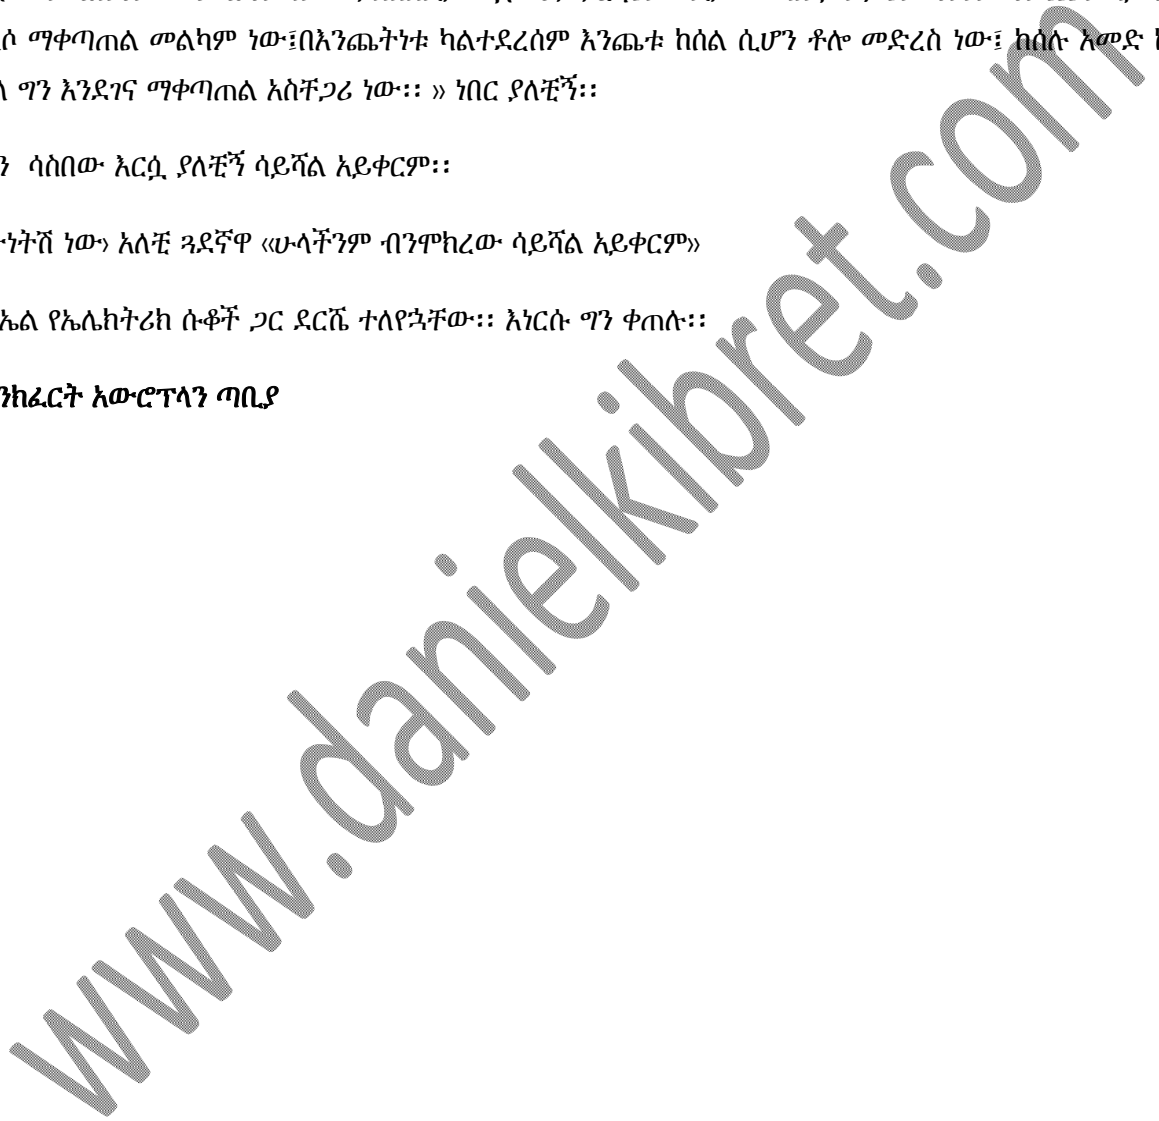 ማቀጣጠል መልካም ነው፤በእንጨትነቱ ካልተደረሰም እንጨቱ ከሰል ሲሆን ቶሎ መድረስ ነው፤ ከሰሉ አመድ
ግን እንደገና ማቀጣጠል አስቸጋሪ ነው፡፡ » ነበር ያለቺኝ፡፡
ሳስበው እርሷ ያለቺኝ ሳይሻል አይቀርም፡፡
ነው› አለቺ ጓደኛዋ «ሁላችንም ብንሞክረው ሳይሻል አይቀርም»
የኤሌክትሪክ ሱቆች ጋር ደርሼ ተለየኋቸው፡፡ እነርሱ ግን ቀጠሉ፡፡
ንክፈርት አውሮፕላን ጣቢያ
www.danielkibret.com